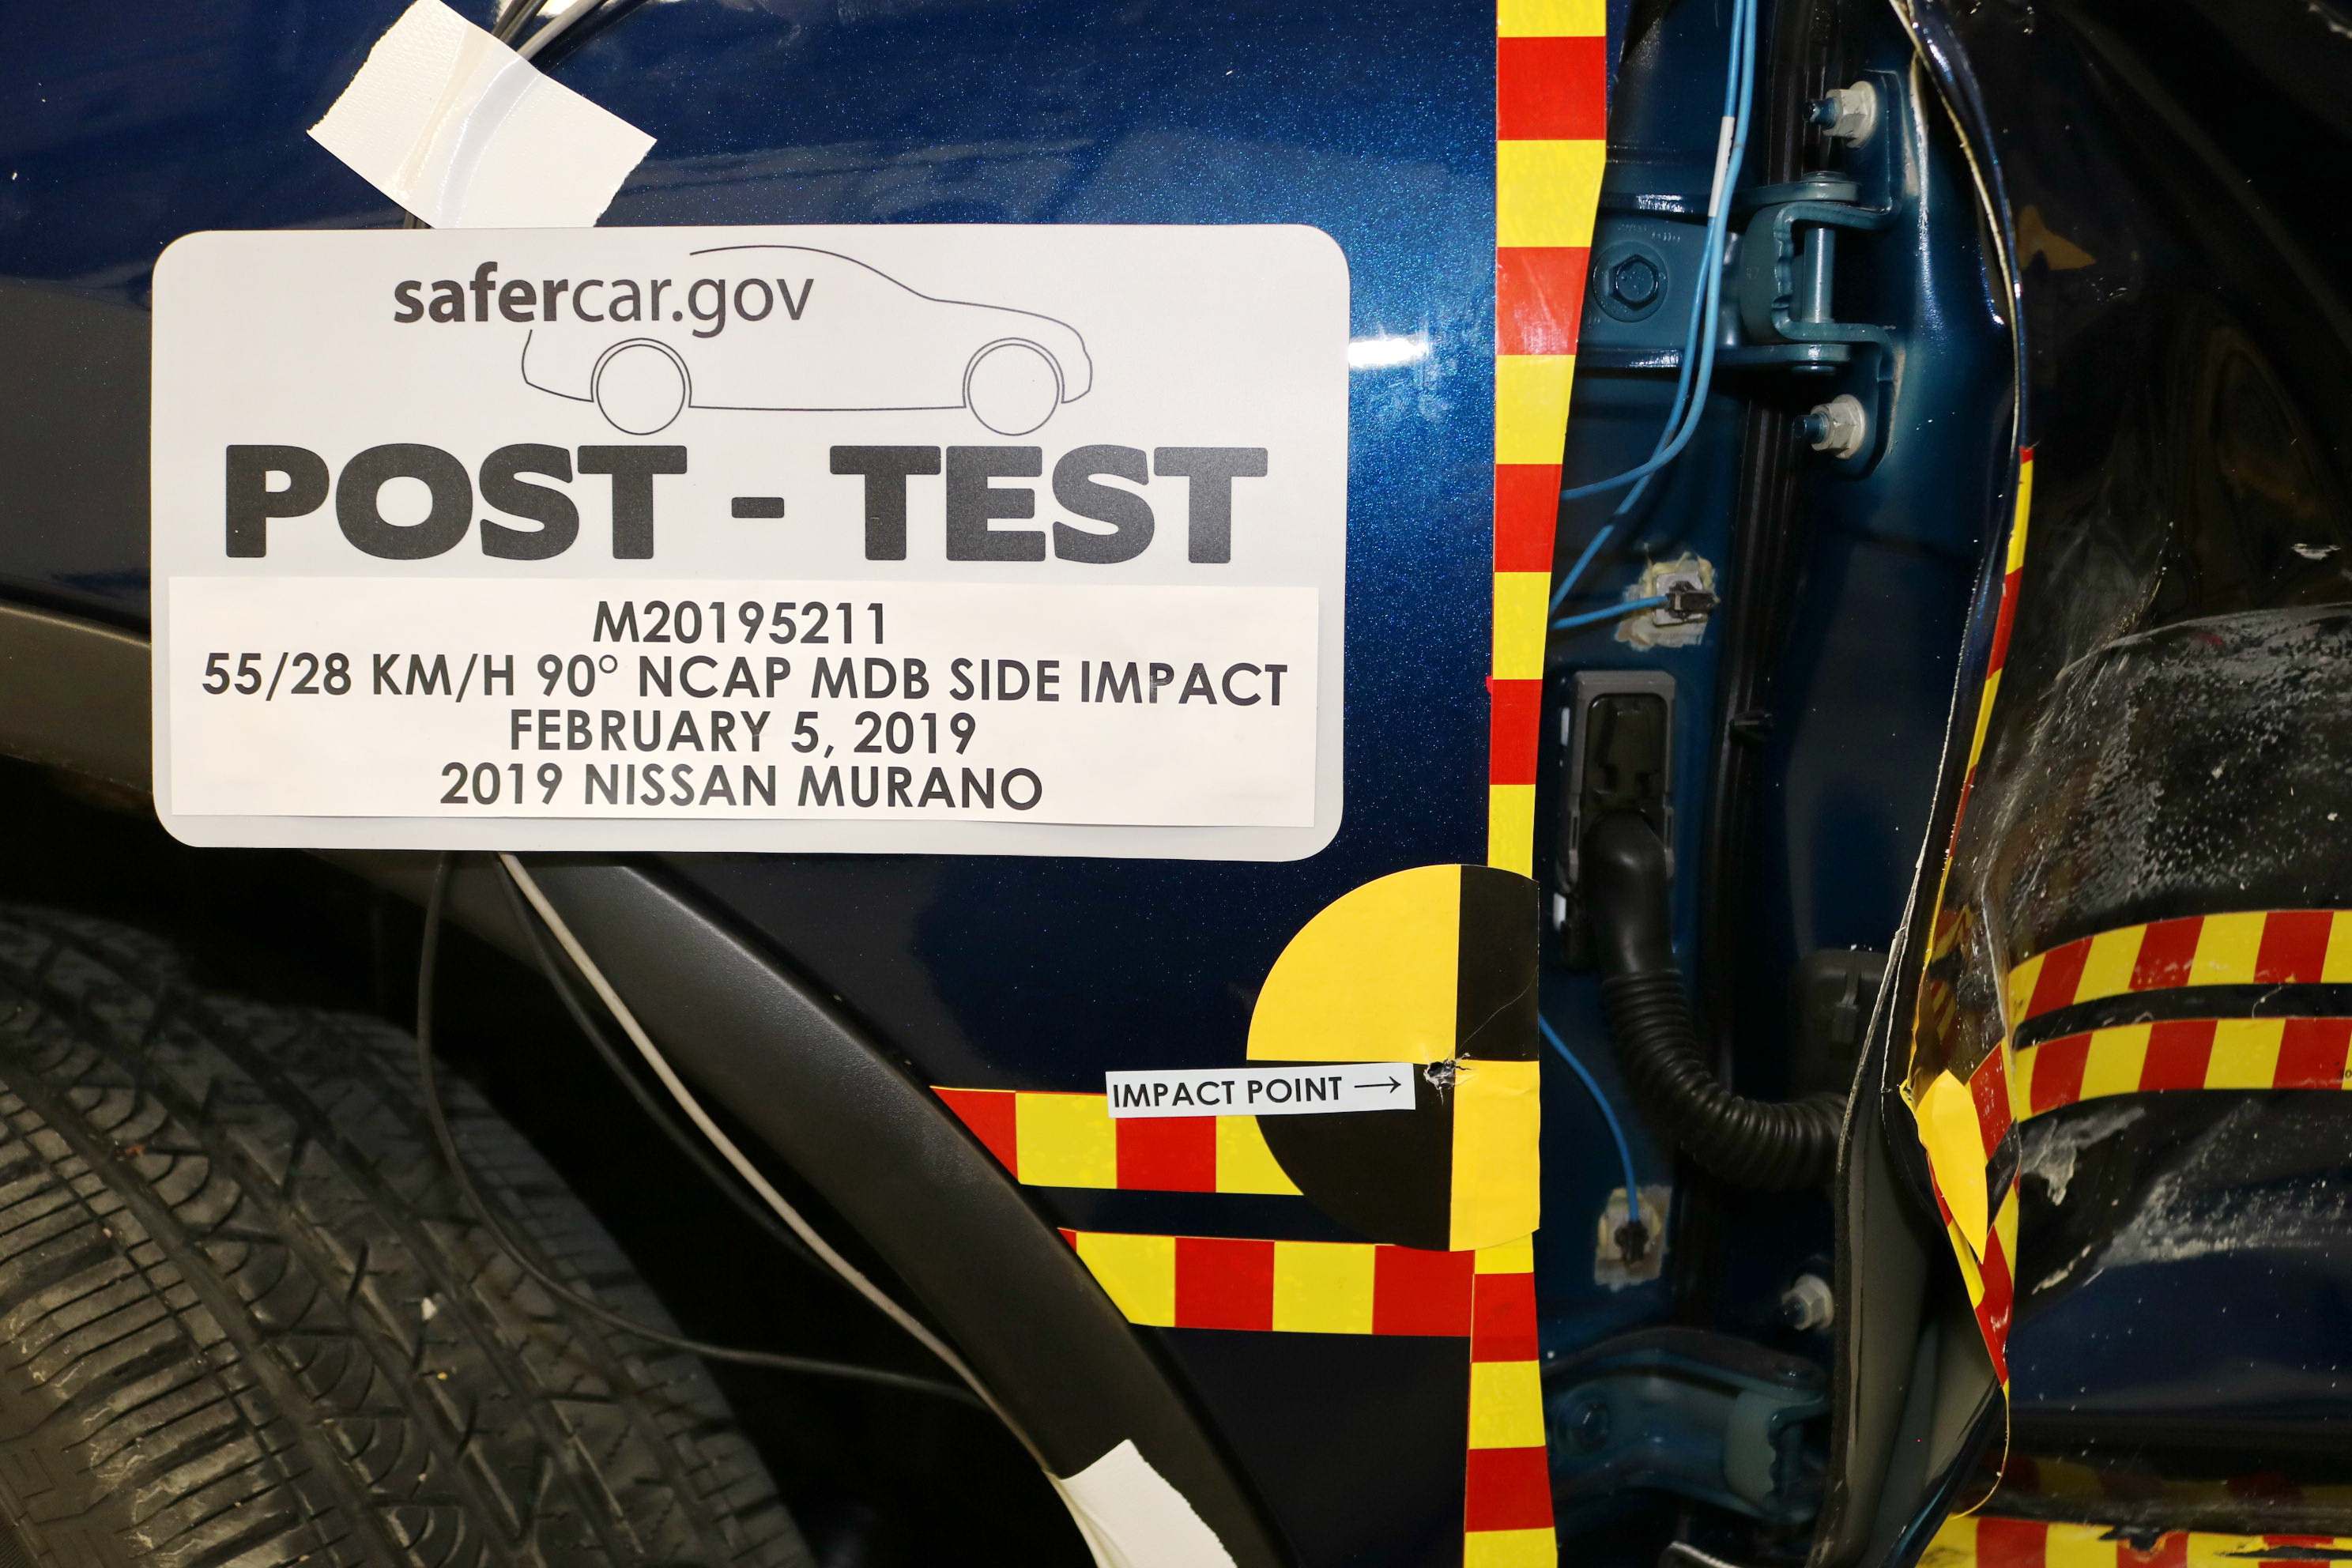 safercar.gov
POST - TEST
M20195211
55/28 KM/H 90° NCAP MDB SIDE IMPACT
FEBRUARY 5, 2019
2019 NISSAN MURANO
IMPACT POINT →